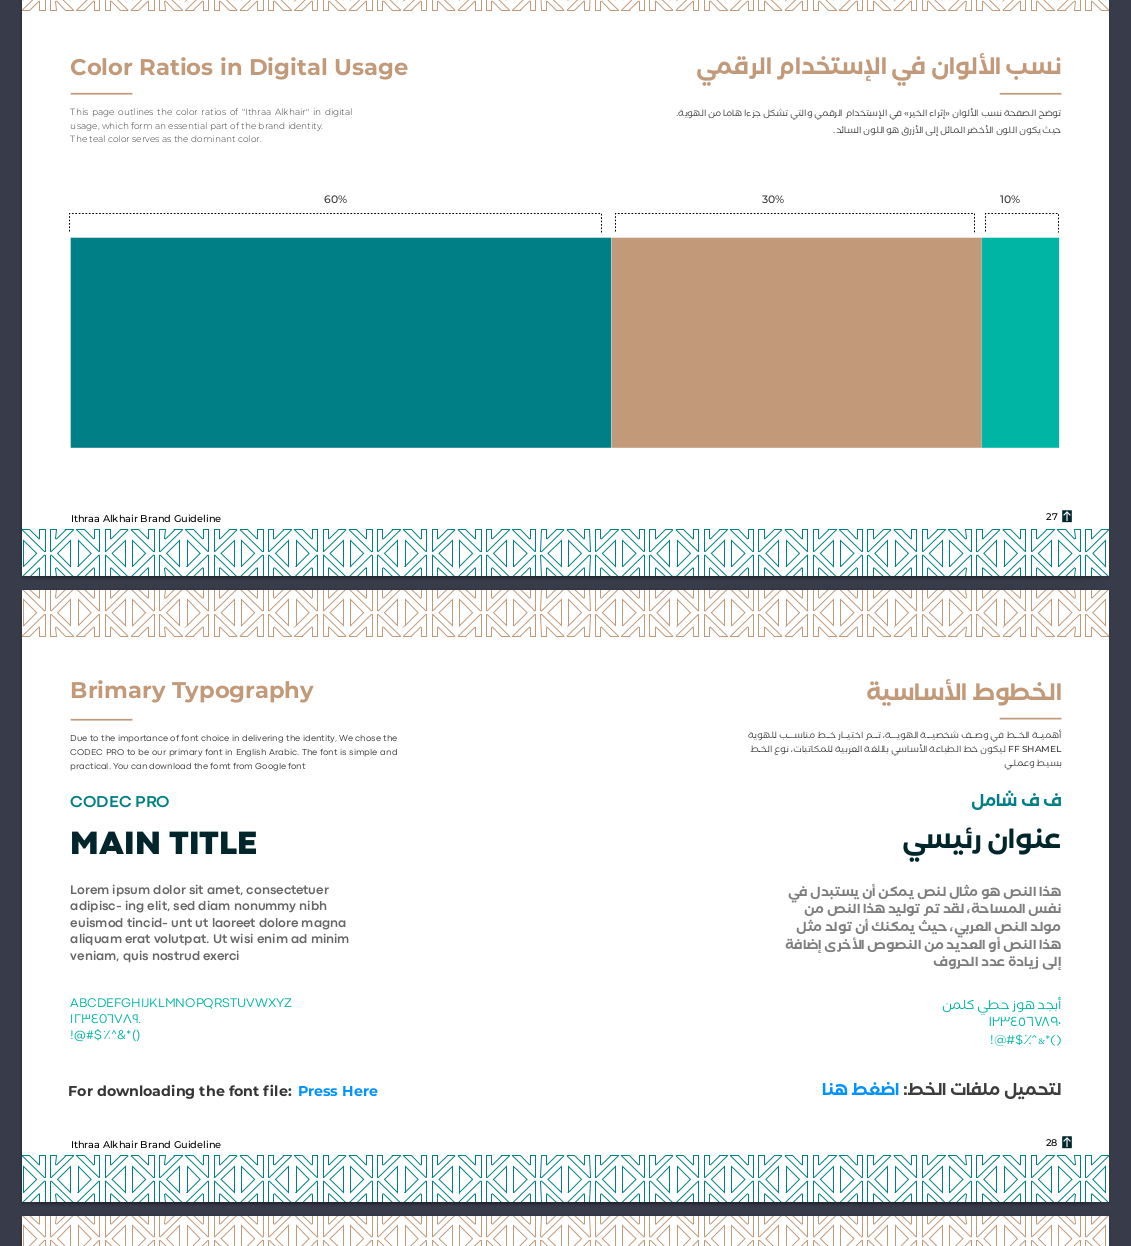 Color Ratios in Digital Usage
نسب الألوان في الإستخدام الرقمي
This page outlines the color ratios of "Ithraa Alkhair" in digital
usage, which form an essential part of the brand identity.
The teal color serves as the dominant color.
توضح الصفحة نسب الألوان «إثراء الخير» في الإستخدام الرقمي والتي تشكل جزءا هاما من الهوية.
حيث يكون اللون الأخضر المائل إلى الأزرق هو اللون السائد.
60%
30%
10%
Ithraa Alkhair Brand Guideline
27
Brimary Typography
الخطوط الأساسية
Due to the importance of font choice in delivering the identity, We chose the
CODEC PRO to be our primary font in English Arabic. The font is simple and
practical. You can download the fomt from Google font
أهميـة الخـط في وصـف شخصيـة الهويـة، تـم اختيـار خـط مناسـب للهوية
FF SHAMEL ليكون خط الطباعة الأساسي باللغة العربية للمكاتبات، نوع الخط
بسيط وعملي
CODEC PRO
ف ف شامل
MAIN TITLE
عنوان رئيسي
Lorem ipsum dolor sit amet, consectetuer
adipisc- ing elit, sed diam nonummy nibh
euismod tincid- unt ut laoreet dolore magna
aliquam erat volutpat. Ut wisi enim ad minim
veniam, quis nostrud exerci
هذا النص هو مثال لنص يمكن أن يستبدل في
نفس المساحة، لقد تم توليد هذا النص من
مولد النص العربي، حيث يمكنك أن تولد مثل
هذا النص أو العديد من النصوص الأخرى إضافة
إلى زيادة عدد الحروف
ABCDEFGHIJKLMNOPQRSTUVWXYZ
١٢٣٤٥٦٧٨٩.
!@#$٪^&*()
أبجد هوز حطي كلمن
١٢٣٤٥٦٧٨٩٠
!@#$٪^&*()
For downloading the font file: Press Here
لتحميل ملفات الخط: اضغط هنا
Ithraa Alkhair Brand Guideline
28